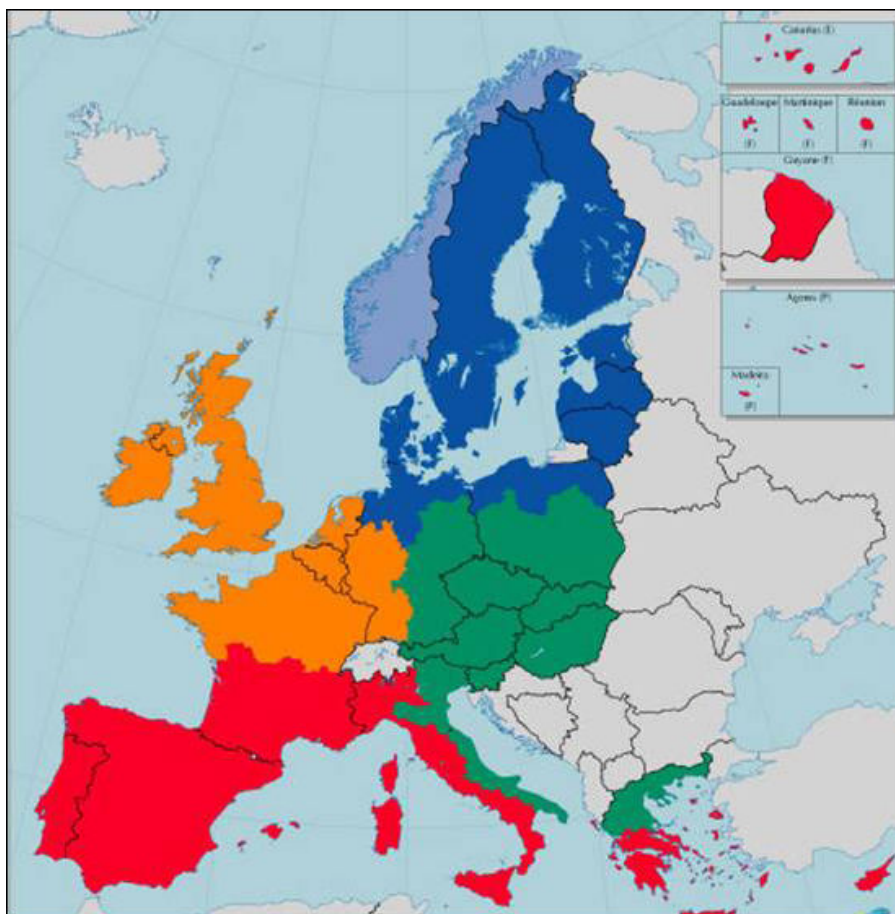 Canarias (E)
Guadeloupe Martinique Réunion
(F) (F) (F)
Guyane (F)
Açores (P)
Madeira
(P)